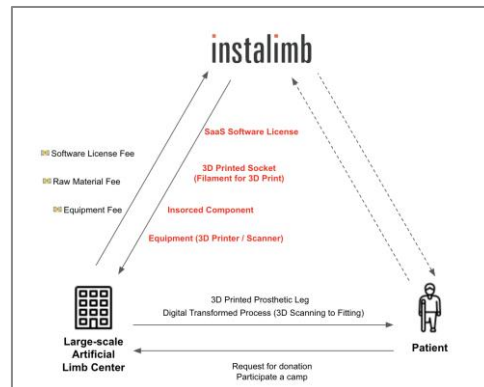 instalimb
SaaS Software License
Software License Fee
3D Printed Socket
(Filament for 3D Print)
Raw Material Fee
Insorced Component
Equipment Fee
Equipment (3D Printer / Scanner)
3D Printed Prosthetic Leg
Digital Transformed Process (3D Scanning to Fitting)
Large-scale
Artificial
Limb Center
Patient
Request for donation
Participate a camp